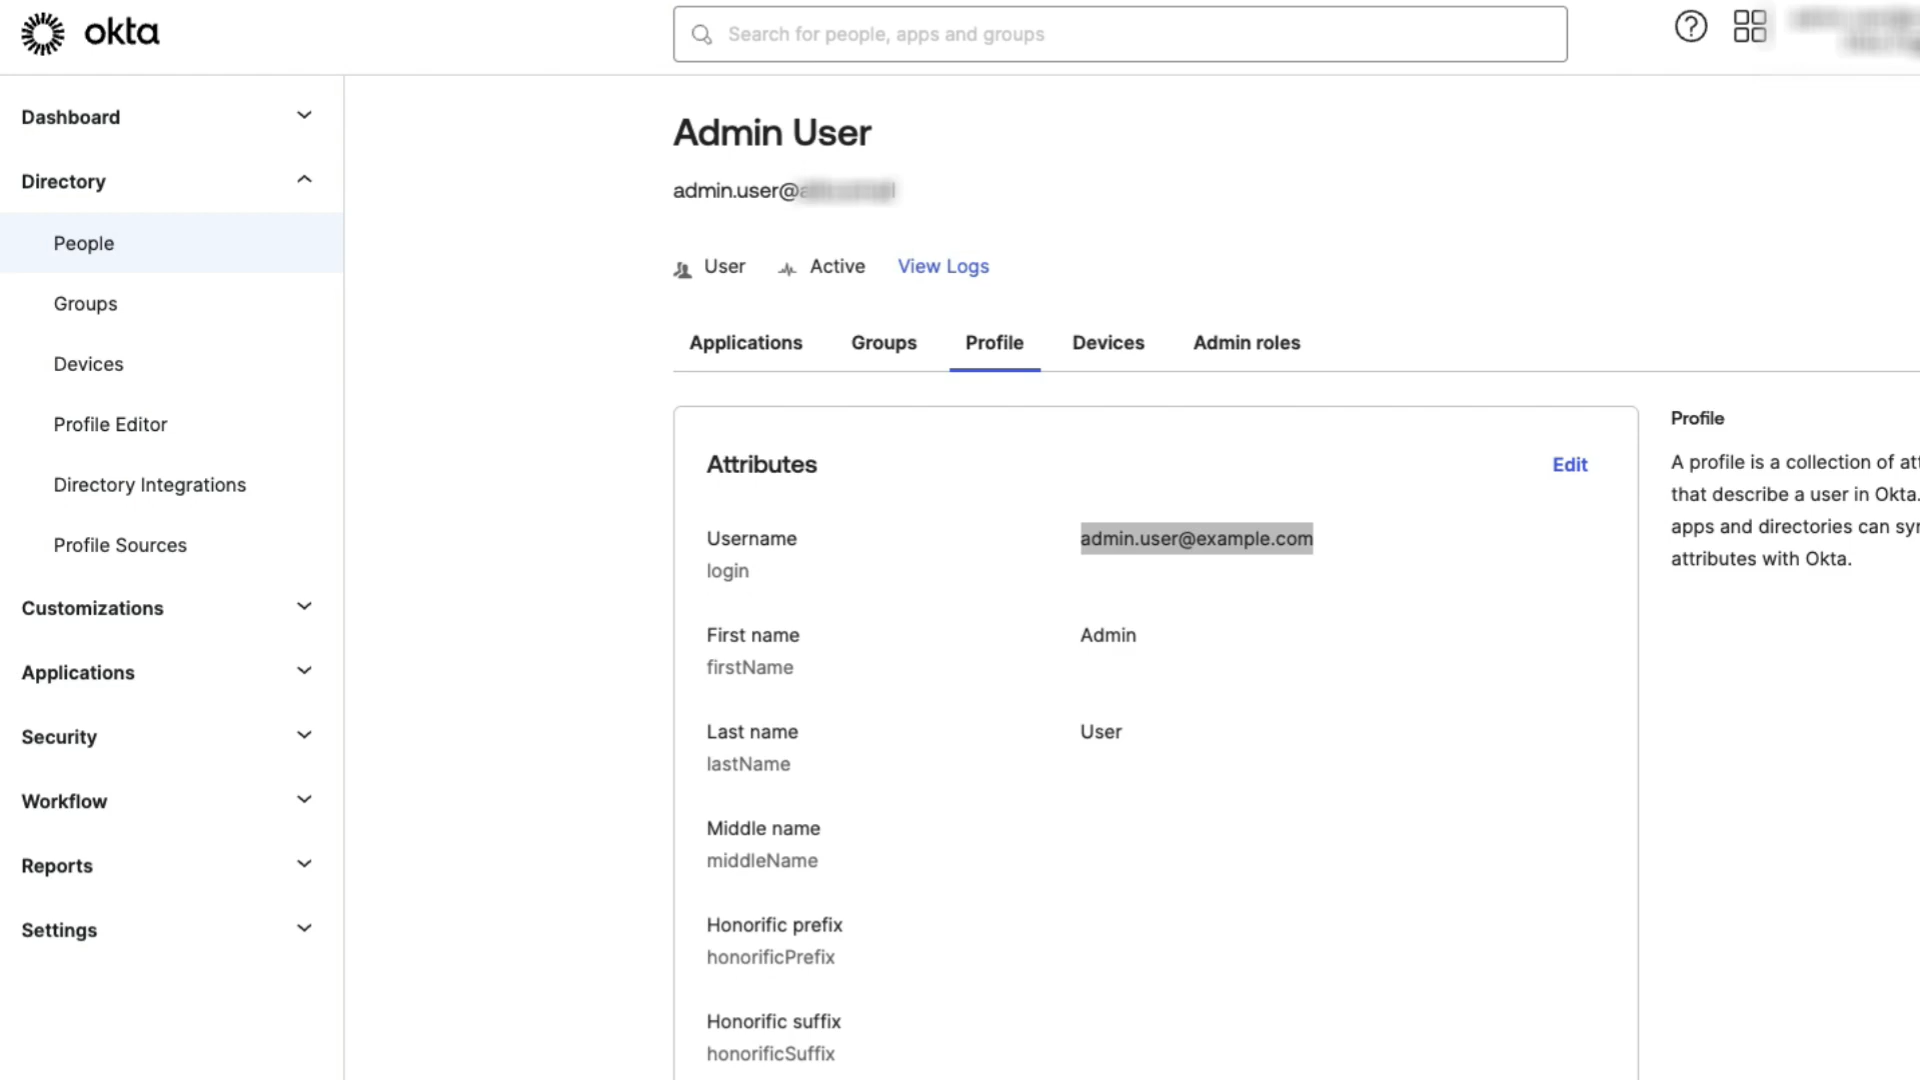 okta
Search for people, apps and groups
Dashboard
Directory
People
Groups
Devices
Profile Editor
Directory Integrations
Profile Sources
Customizations
Applications
Security
Workflow
Reports
Settings
Admin User
admin.user@
User Active View Logs
Applications Groups Profile Devices Admin roles
Attributes Edit
Username admin.user@example.com
login
First name Admin
firstName
Last name User
lastName
Middle name
middleName
Honorific prefix
honorificPrefix
Honorific suffix
honorificSuffix
Profile
A profile is a collection of
that describe a user in Okta.
apps and directories can
attributes with Okta.